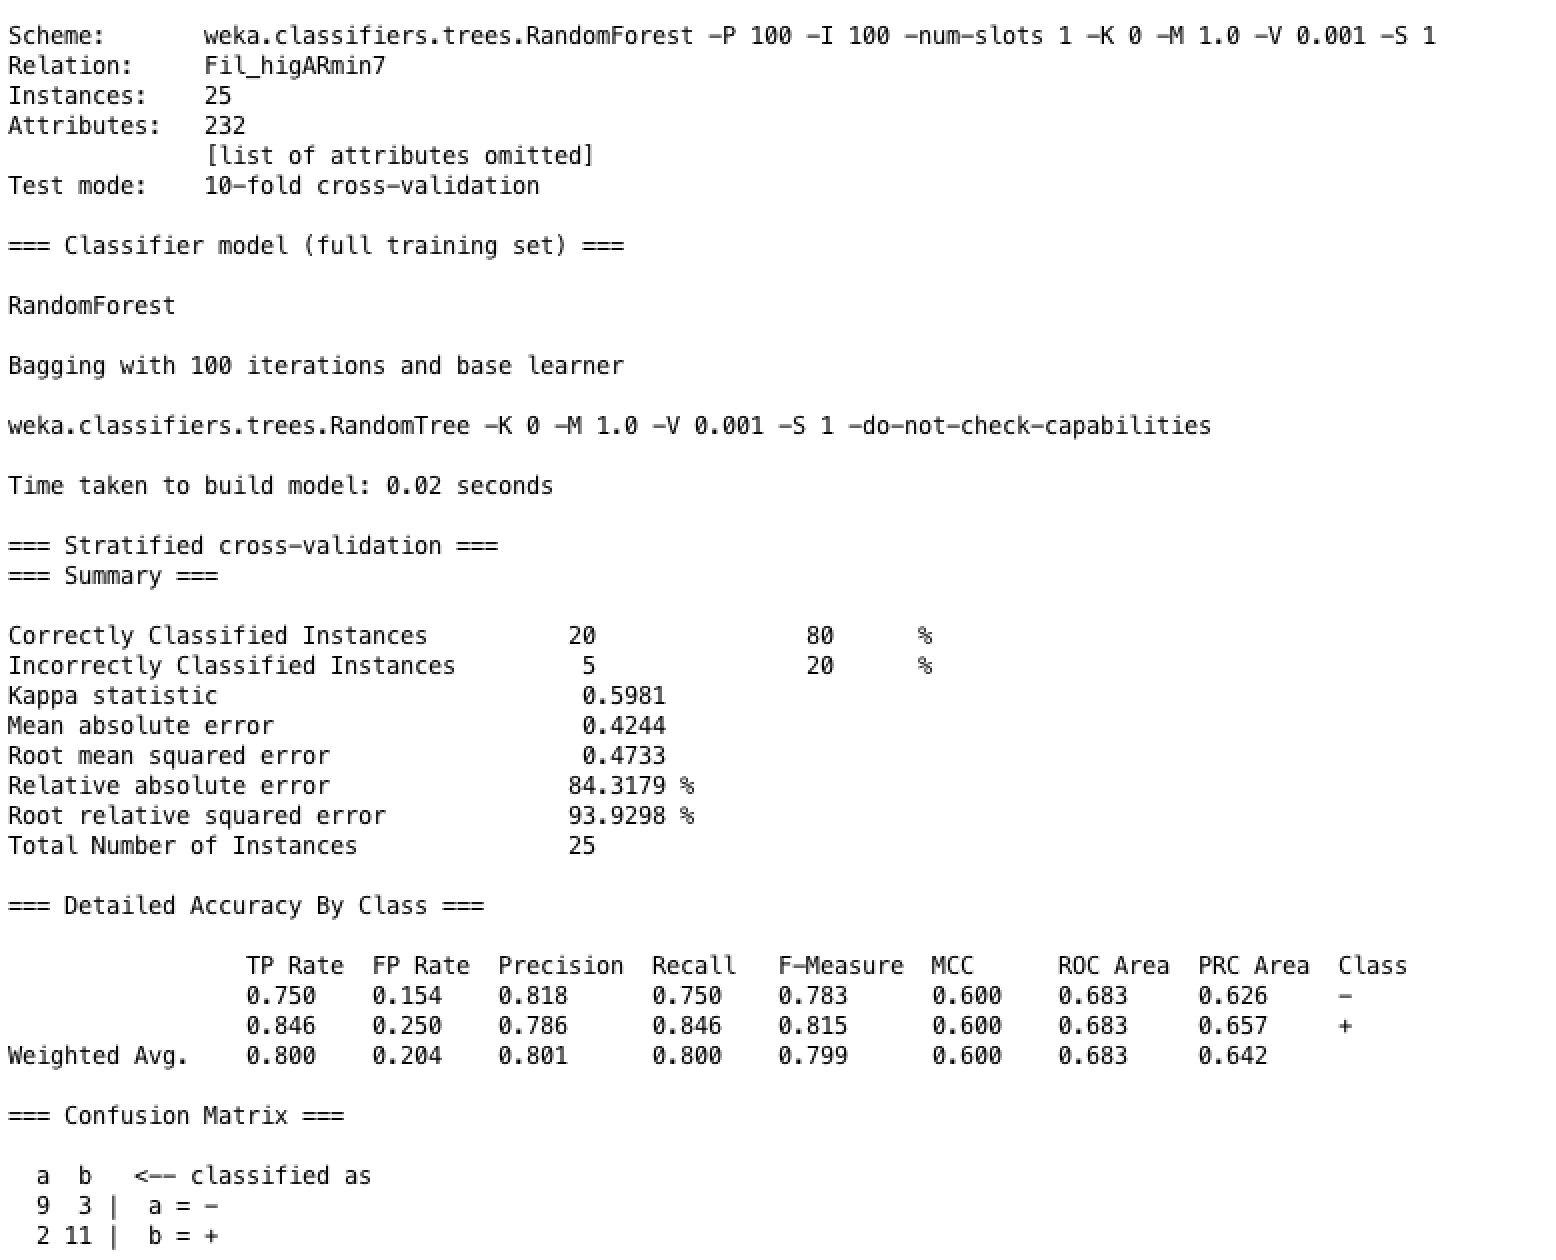 Scheme:       weka.classifiers.trees.RandomForest -P 100 -I 100 -num-slots 1 -K 0 -M 1.0 -V 0.001 -S 1
Relation:     Fil_higARmin7
Instances:    25
Attributes:   232
              [list of attributes omitted]
Test mode:    10-fold cross-validation
=== Classifier model (full training set) ===
RandomForest
Bagging with 100 iterations and base learner
weka.classifiers.trees.RandomTree -K 0 -M 1.0 -V 0.001 -S 1 -do-not-check-capabilities
Time taken to build model: 0.02 seconds
=== Stratified cross-validation ===
=== Summary ===
Correctly Classified Instances          20               80      %
Incorrectly Classified Instances         5               20      %
Kappa statistic                          0.5981
Mean absolute error                      0.4244
Root mean squared error                  0.4733
Relative absolute error                 84.3179 %
Root relative squared error             93.9298 %
Total Number of Instances               25
=== Detailed Accuracy By Class ===
                 TP Rate  FP Rate  Precision  Recall   F-Measure  MCC      ROC Area  PRC Area  Class
                 0.750    0.154    0.818      0.750    0.783      0.600    0.683     0.626     -
                 0.846    0.250    0.786      0.846    0.815      0.600    0.683     0.657     +
Weighted Avg.    0.800    0.204    0.801      0.800    0.799      0.600    0.683     0.642
=== Confusion Matrix ===
  a  b   <-- classified as
  9  3 |  a = -
  2 11 |  b = +